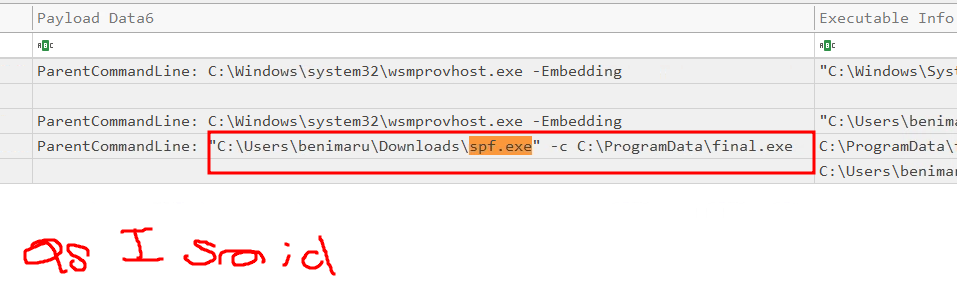 Payload Data6 Executable Info
ABC ABC
ParentCommandLine: C:\Windows\system32\wsmprovhost.exe -Embedding "C:\Windows\Sys
ParentCommandLine: C:\Windows\system32\wsmprovhost.exe -Embedding "C:\Users\benima
ParentCommandLine: "C:\Users\benimaru\Downloads\spf.exe" -c C:\ProgramData\final.exe C:\ProgramData\
C:\Users\benimar
as I said